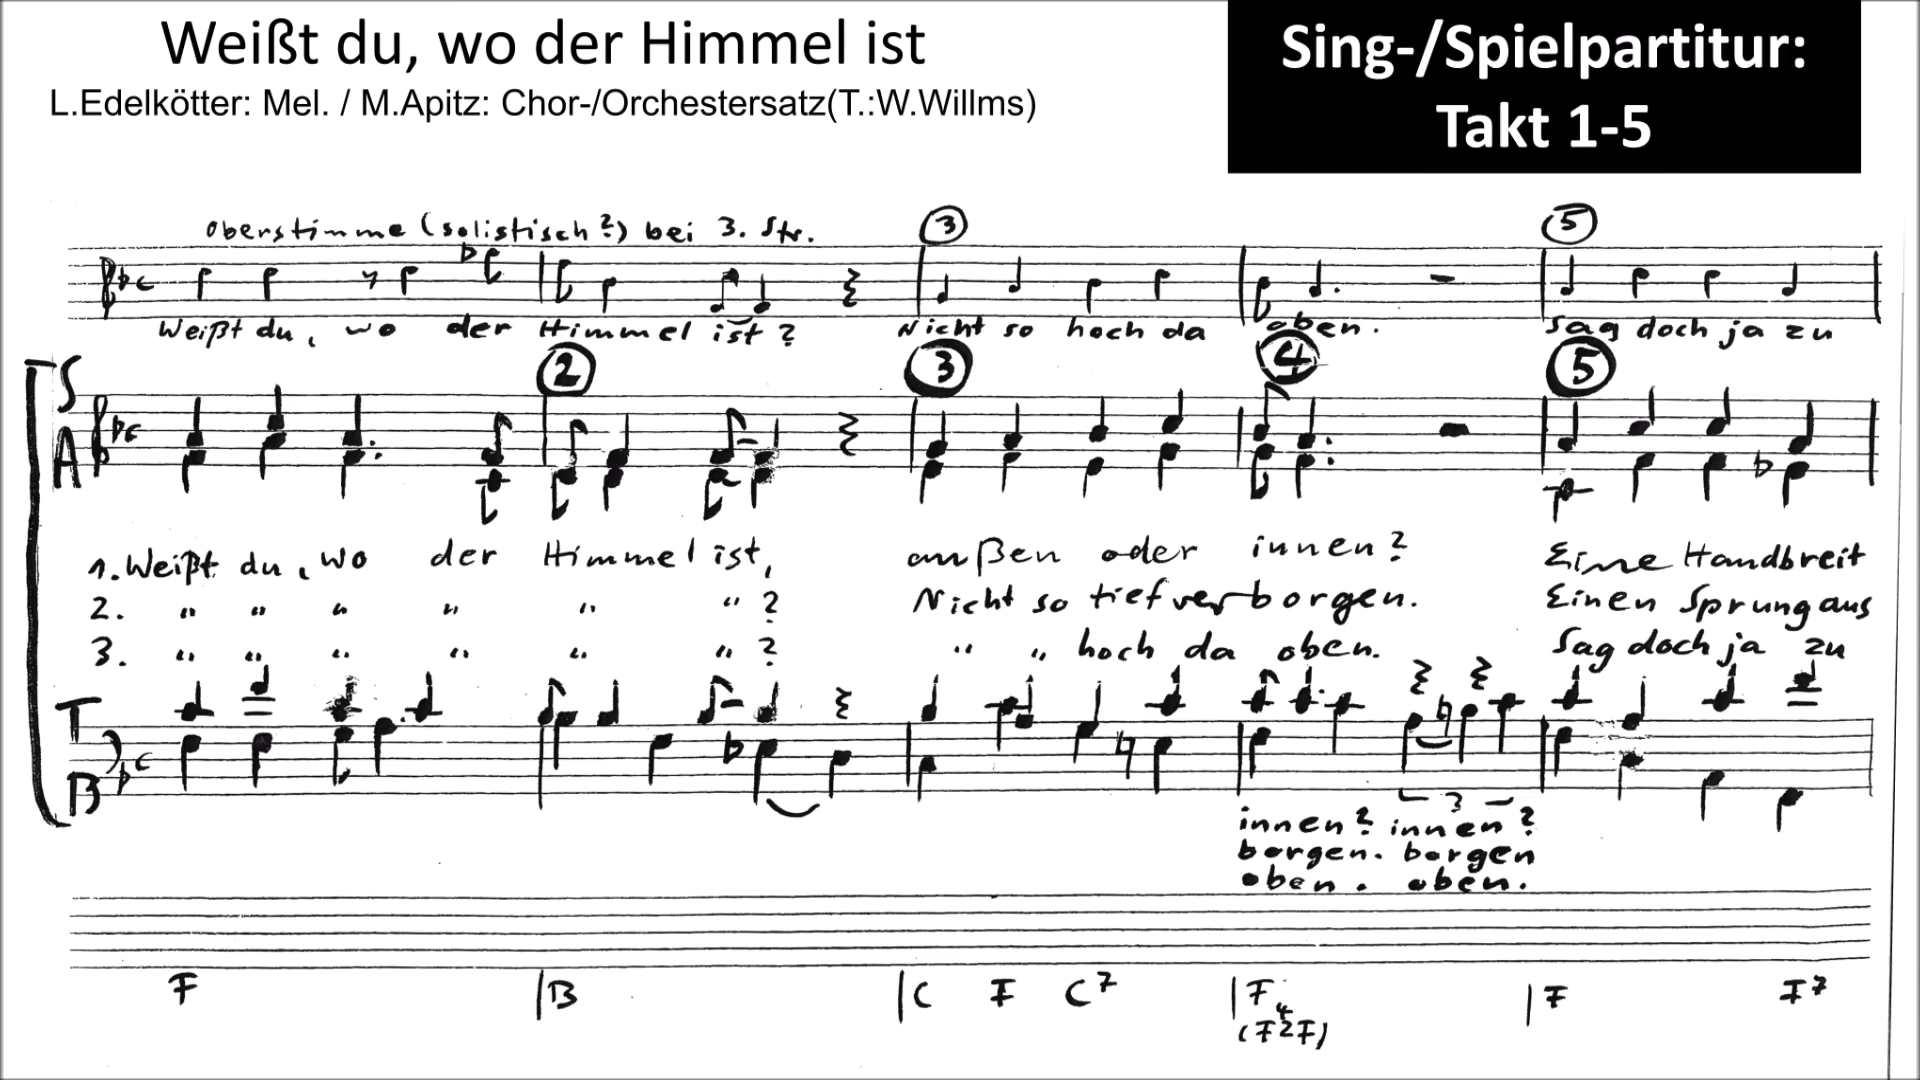 Weißt du, wo der Himmel ist
L.Edelkötter: Mel. / M.Apitz: Chor-/Orchestersatz(T.:W.Willms)
Sing-/Spielpartitur:
Takt 1-5
Oberstimme (solistisch?) bei 3. Str.
3 5
Weißt du, wo der Himmel ist? Nicht so hoch da oben. Sag doch ja zu
S 2 3 4 5
A
1. Weißt du, wo der Himmel ist, außen oder innen? Eine Handbreit
2. " " " " " " ? Nicht so tief verborgen. Einen Sprung aus
3. " " " " " " ? " " hoch da oben. Sag doch ja zu
T
B
3
innen? innen?
borgen. borgen
oben. oben.
F |B |C F C7 |F |F F7
(F 4 2 F)